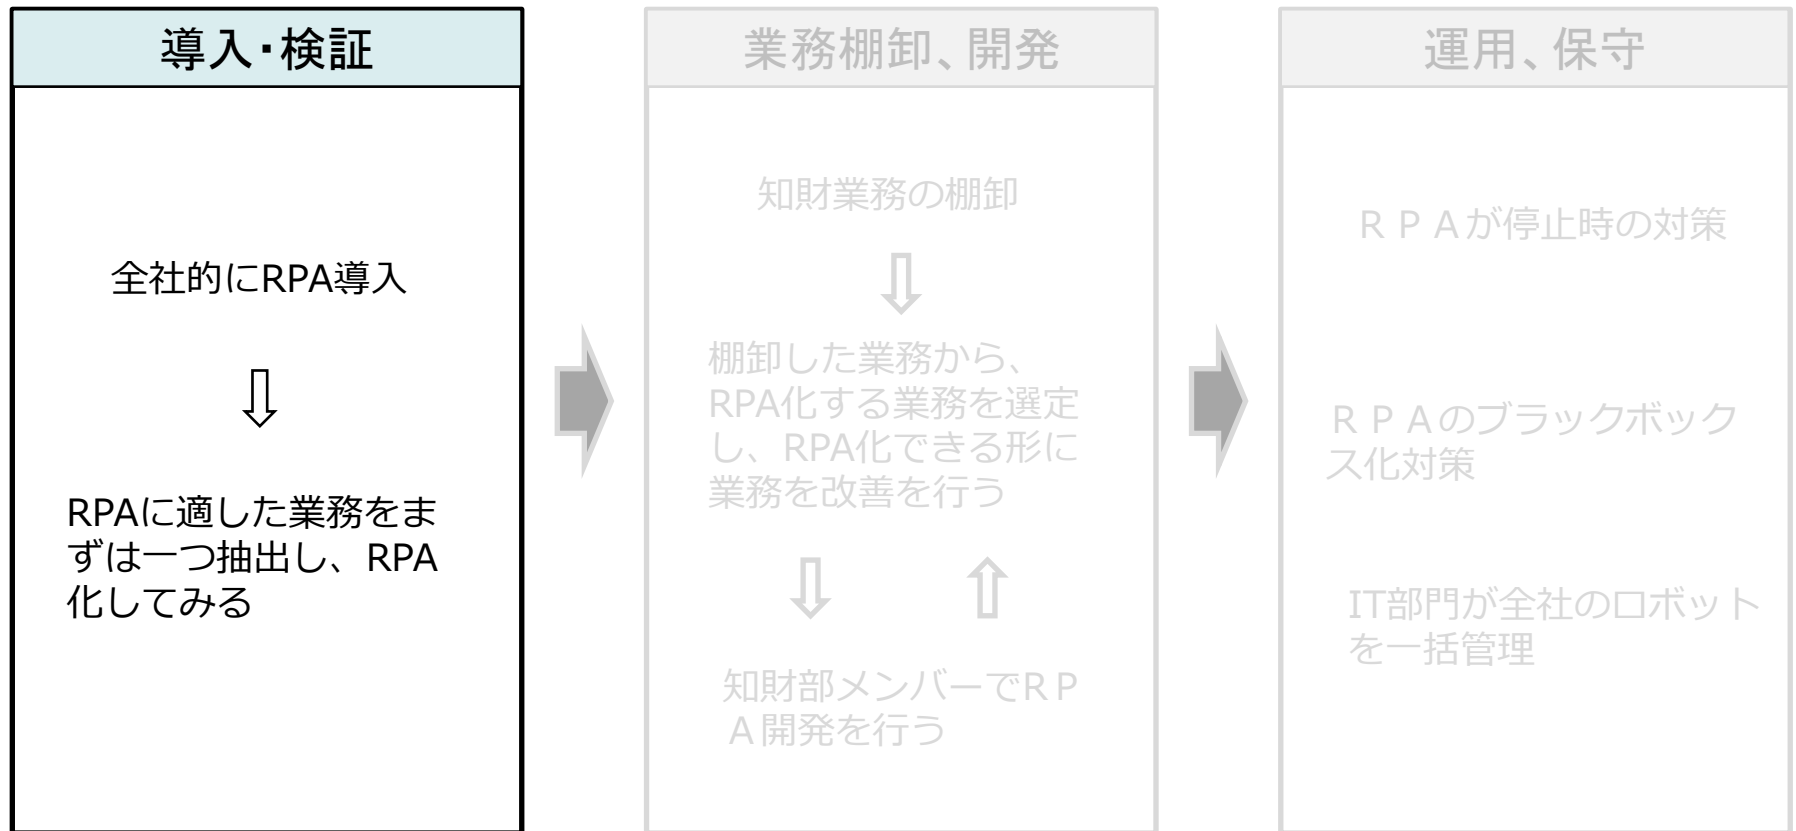 導入・検証
全社的にRPA導入
RPAに適した業務をま
ずは一つ抽出し、RPA
化してみる
業務棚卸、開発
知財業務の棚卸
棚卸した業務から、
RPA化する業務を選定
し、RPA化できる形に
業務を改善を行う
知財部メンバーでRP
A開発を行う
運用、保守
RPAが停止時の対策
RPAのブラックボック
ス化対策
IT部門が全社のロボット
を一括管理